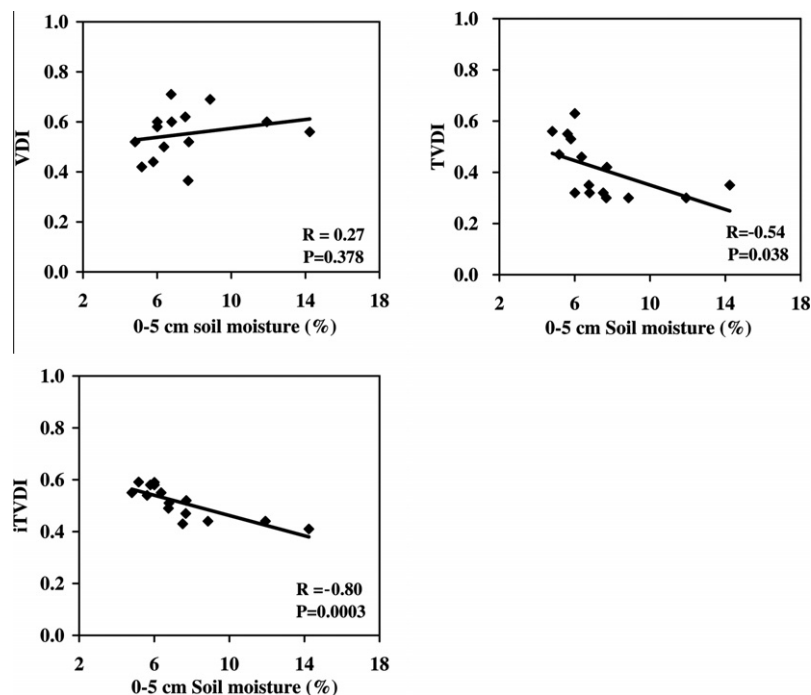 1.0
0.8
0.6
VDI
0.4
0.2
0.0
R = 0.27
P=0.378
2 6 10 14 18
0-5 cm soil moisture (%)
1.0
0.8
0.6
TVDI
0.4
0.2
0.0
R=-0.54
P=0.038
2 6 10 14 18
0-5 cm Soil moisture (%)
1.0
0.8
0.6
iTVDI
0.4
0.2
0.0
R =-0.80
P=0.0003
2 6 10 14 18
0-5 cm Soil moisture (%)